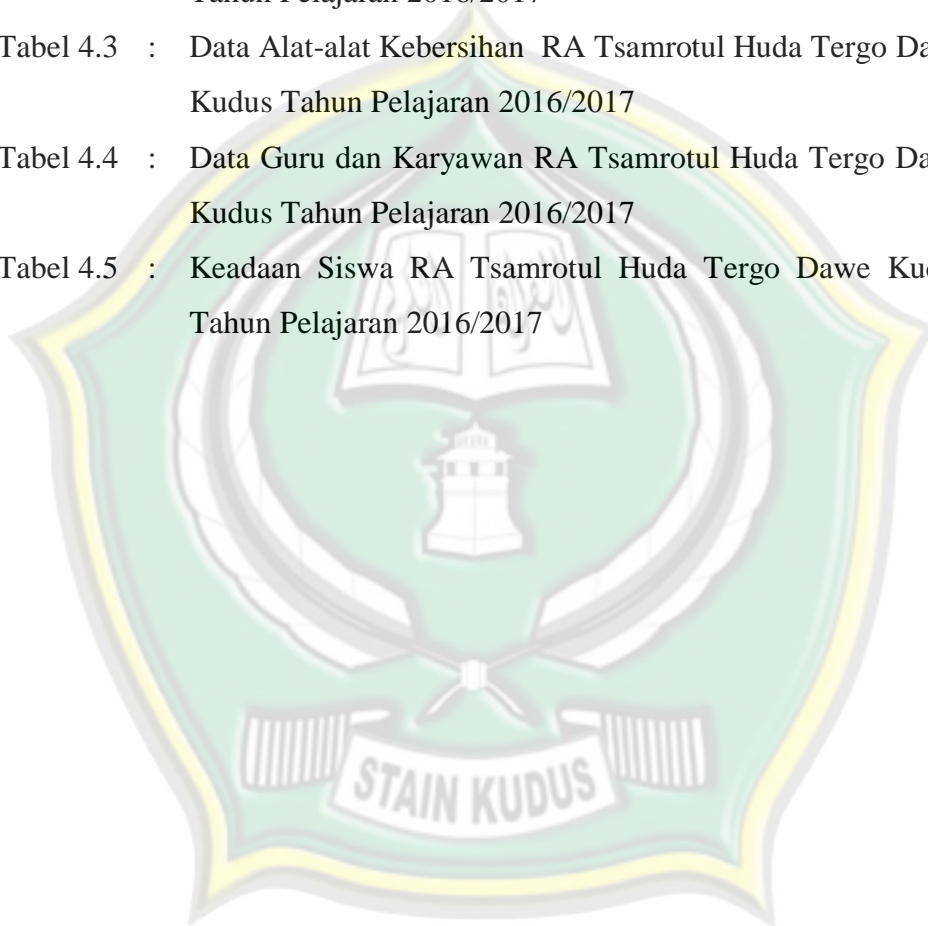 Tahun Pelajaran 2016/2017
Tabel 4.3 : Data Alat-alat Kebersihan RA Tsamrotul Huda Tergo
Kudus Tahun Pelajaran 2016/2017
Tabel 4.4 : Data Guru dan Karyawan RA Tsamrotul Huda Tergo
Kudus Tahun Pelajaran 2016/2017
Tabel 4.5 : Keadaan Siswa RA Tsamrotul Huda Tergo Dawe
Tahun Pelajaran 2016/2017
STAIN KUDUS